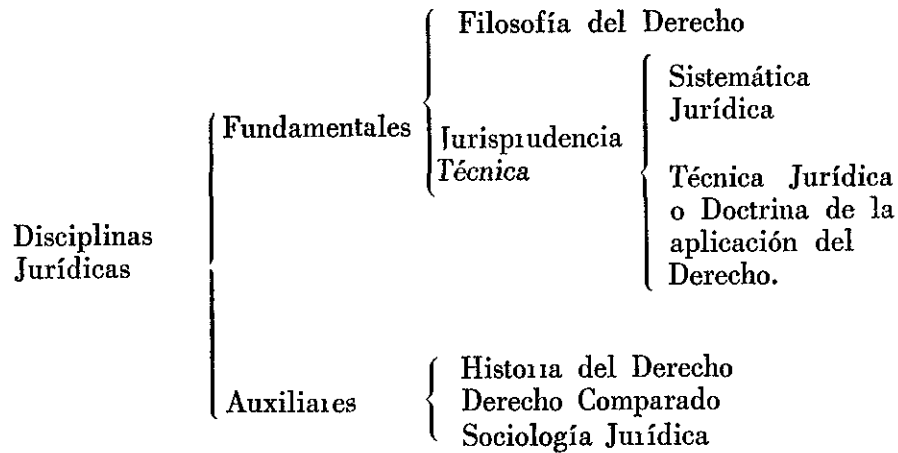 Filosofía del Derecho
Sistemática
Jurídica
Fundamentales
Jurisprudencia
Técnica
Técnica Jurídica
o Doctrina de la
aplicación del
Derecho.
Disciplinas
Jurídicas
Historia del Derecho
Auxiliares
Derecho Comparado
Sociología Jurídica